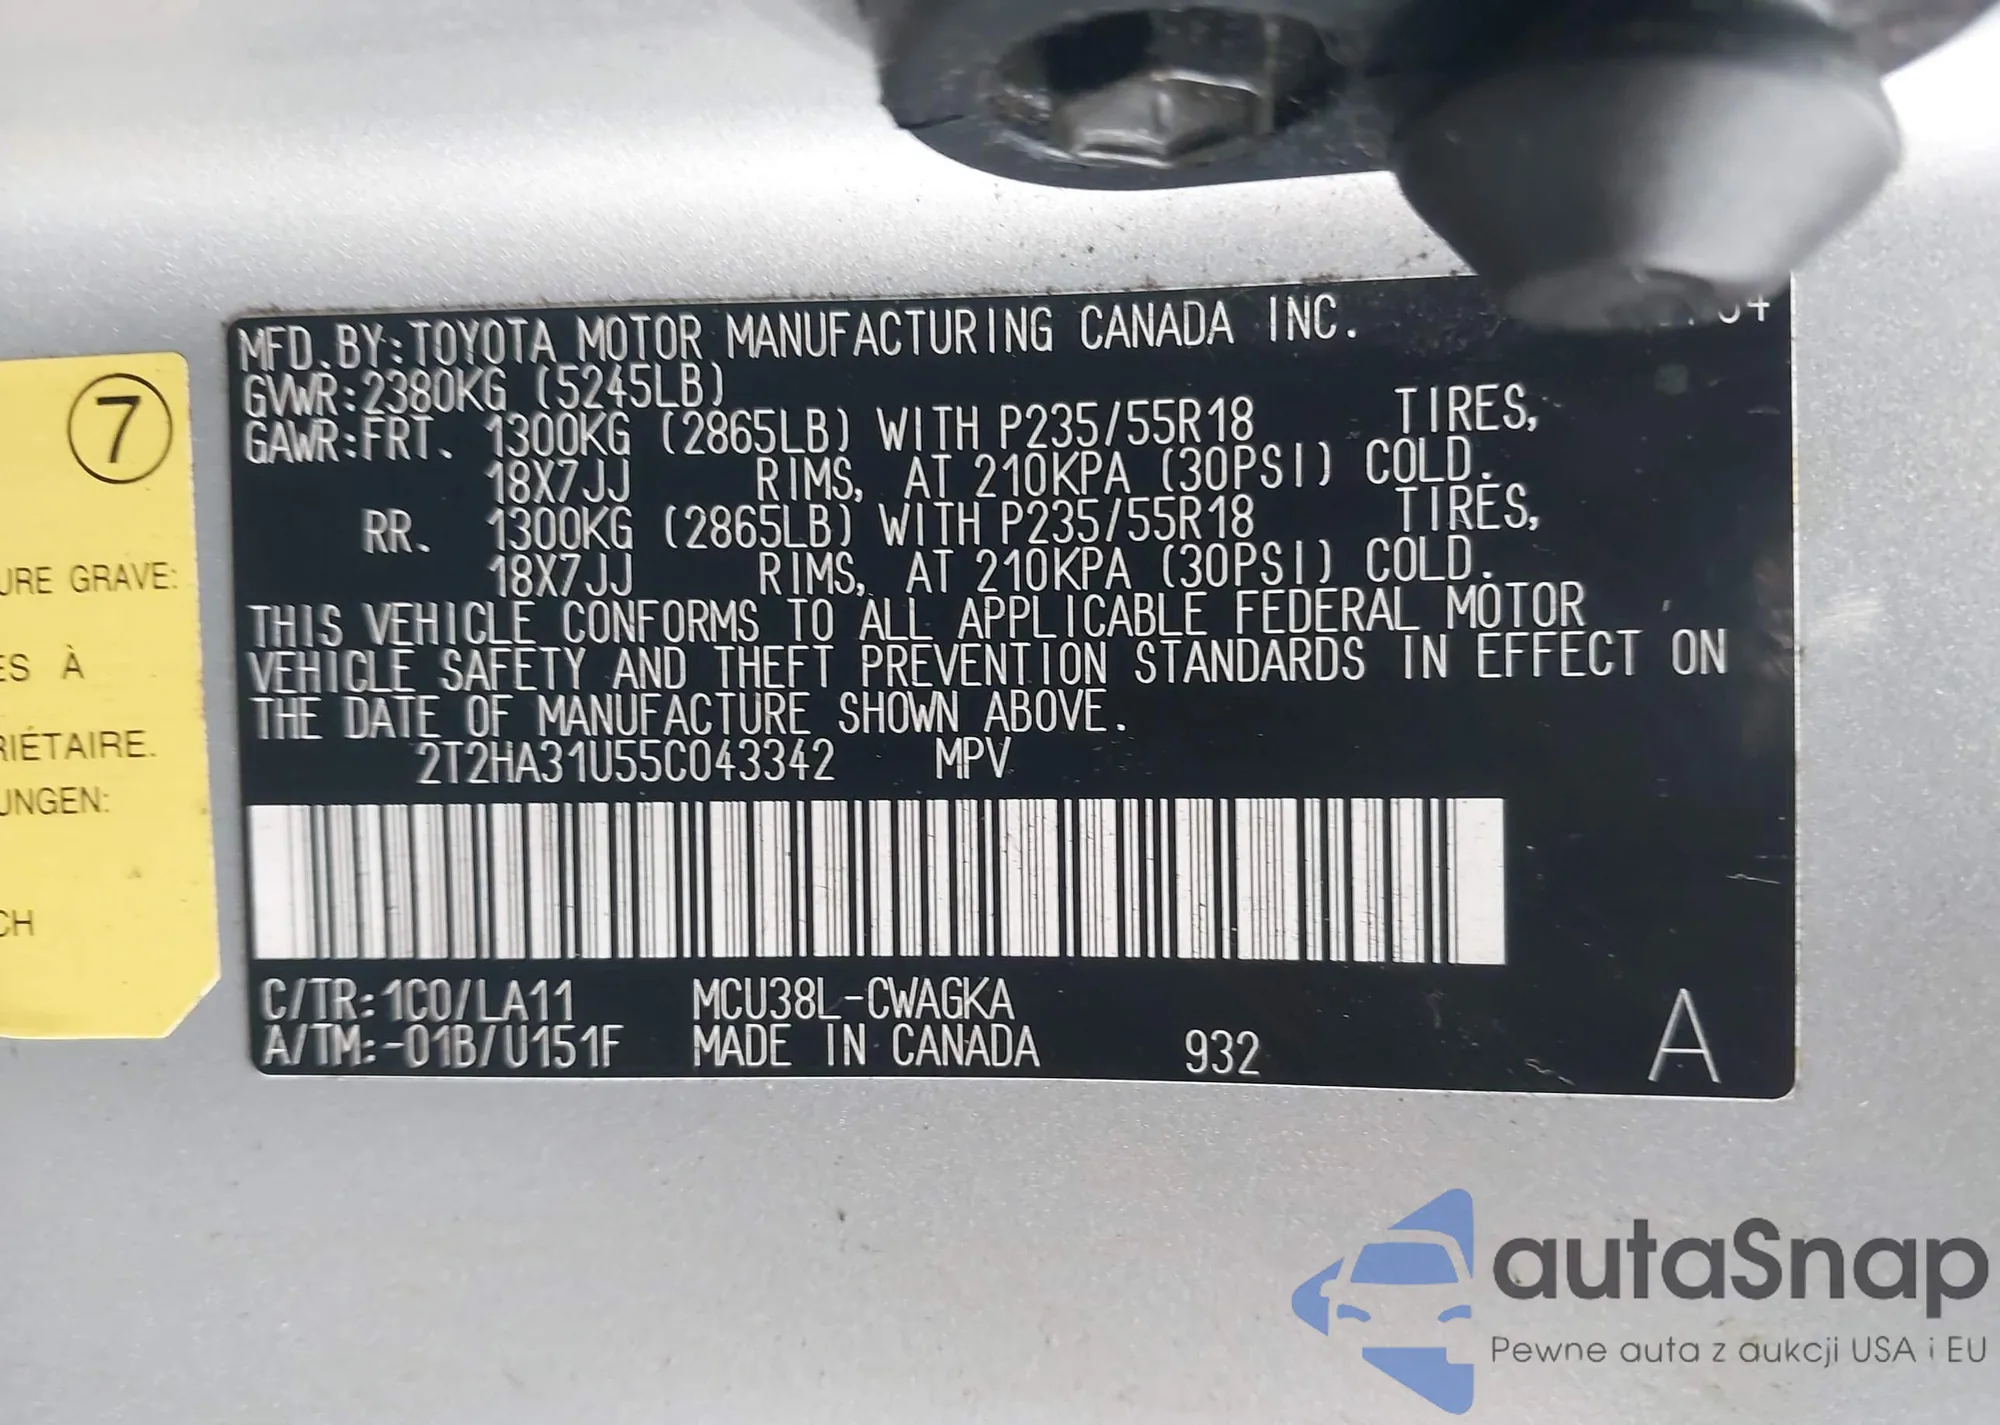 MFD.BY:TOYOTA MOTOR MANUFACTURING CANADA INC.
GVWR:2380KG (5245LB)
GAWR:FRT. 1300KG (2865LB) WITH P235/55R18 TIRES,
18X7JJ RIMS, AT 210KPA (30PSI) COLD.
RR. 1300KG (2865LB) WITH P235/55R18 TIRES,
18X7JJ RIMS, AT 210KPA (30PSI) COLD.
THIS VEHICLE CONFORMS TO ALL APPLICABLE FEDERAL MOTOR
VEHICLE SAFETY AND THEFT PREVENTION STANDARDS IN EFFECT ON
THE DATE OF MANUFACTURE SHOWN ABOVE.
2T2HA31U55C043342 MPV
C/TR:1C0/LA11 MCU38L-CWAGKA
A/TM:-01B/U151F MADE IN CANADA 932 A
7
URE GRAVE:
ES À
RIÉTAIRE.
UNGEN:
CH
autaSnap
Pewne auta z aukcji USA i EU